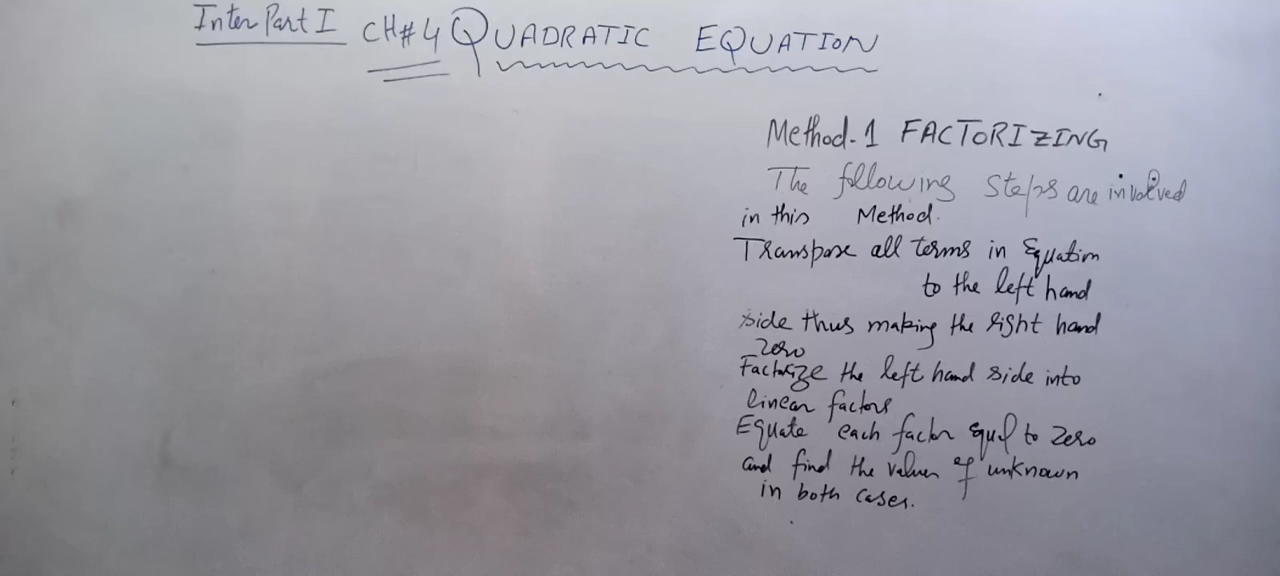 Inter Part I CH#4 QUADRATIC EQUATION
Method-1 FACTORIZING
The following steps are involved
in this Method.
Transpose all terms in Equation
to the left hand
side thus making the right hand
zero
Factorize the left hand side into
linear factors
Equate each factor equl to zero
and find the values of unknown
in both cases.